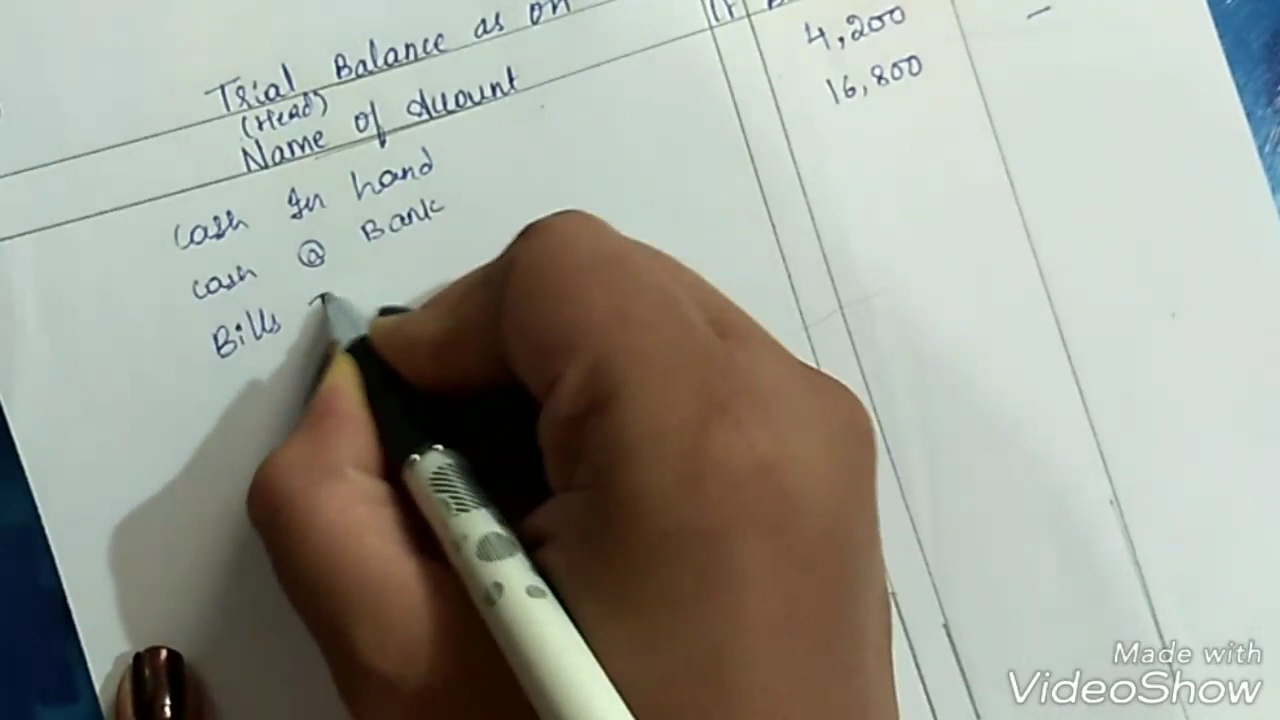 Trial Balance as on
(Head)
Name of Account
Cash In hand
4,200
Cash @ Bank
16,800
Bills
Made with
VideoShow